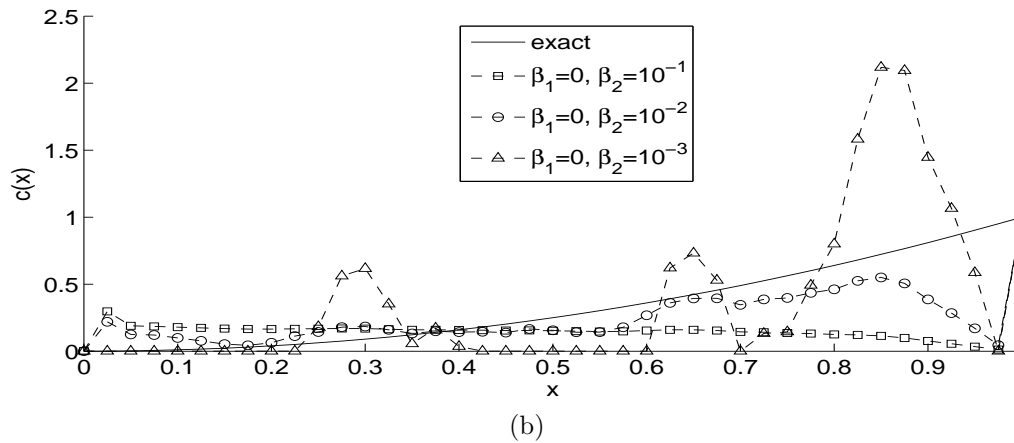 2.5
2
1.5
1
0.5
0
c(x)
exact
β₁=0, β₂=10⁻¹
β₁=0, β₂=10⁻²
β₁=0, β₂=10⁻³
0 0.1 0.2 0.3 0.4 0.5 0.6 0.7 0.8 0.9
x
(b)